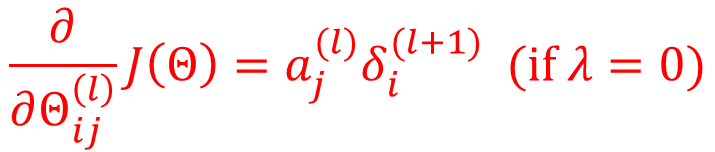 ∂/∂Θ_{ij}^{(l)} J(Θ) = a_j^{(l)} δ_i^{(l+1)} (if λ = 0)